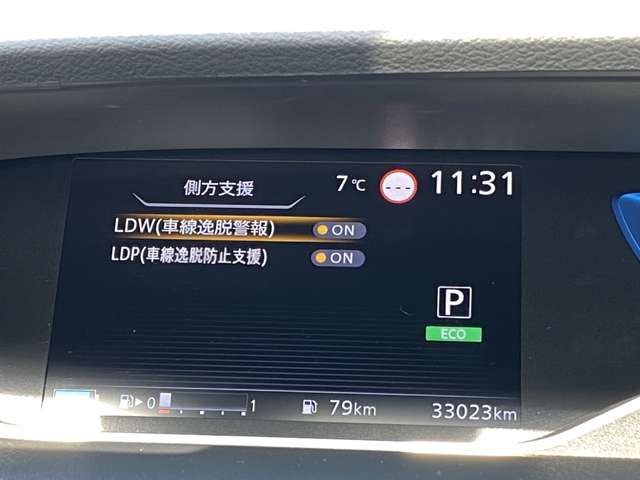 側方支援 7℃ --- 11:31
LDW(車線逸脱警報) ON
LDP(車線逸脱防止支援) ON
P
ECO
0 1 79km 33023km